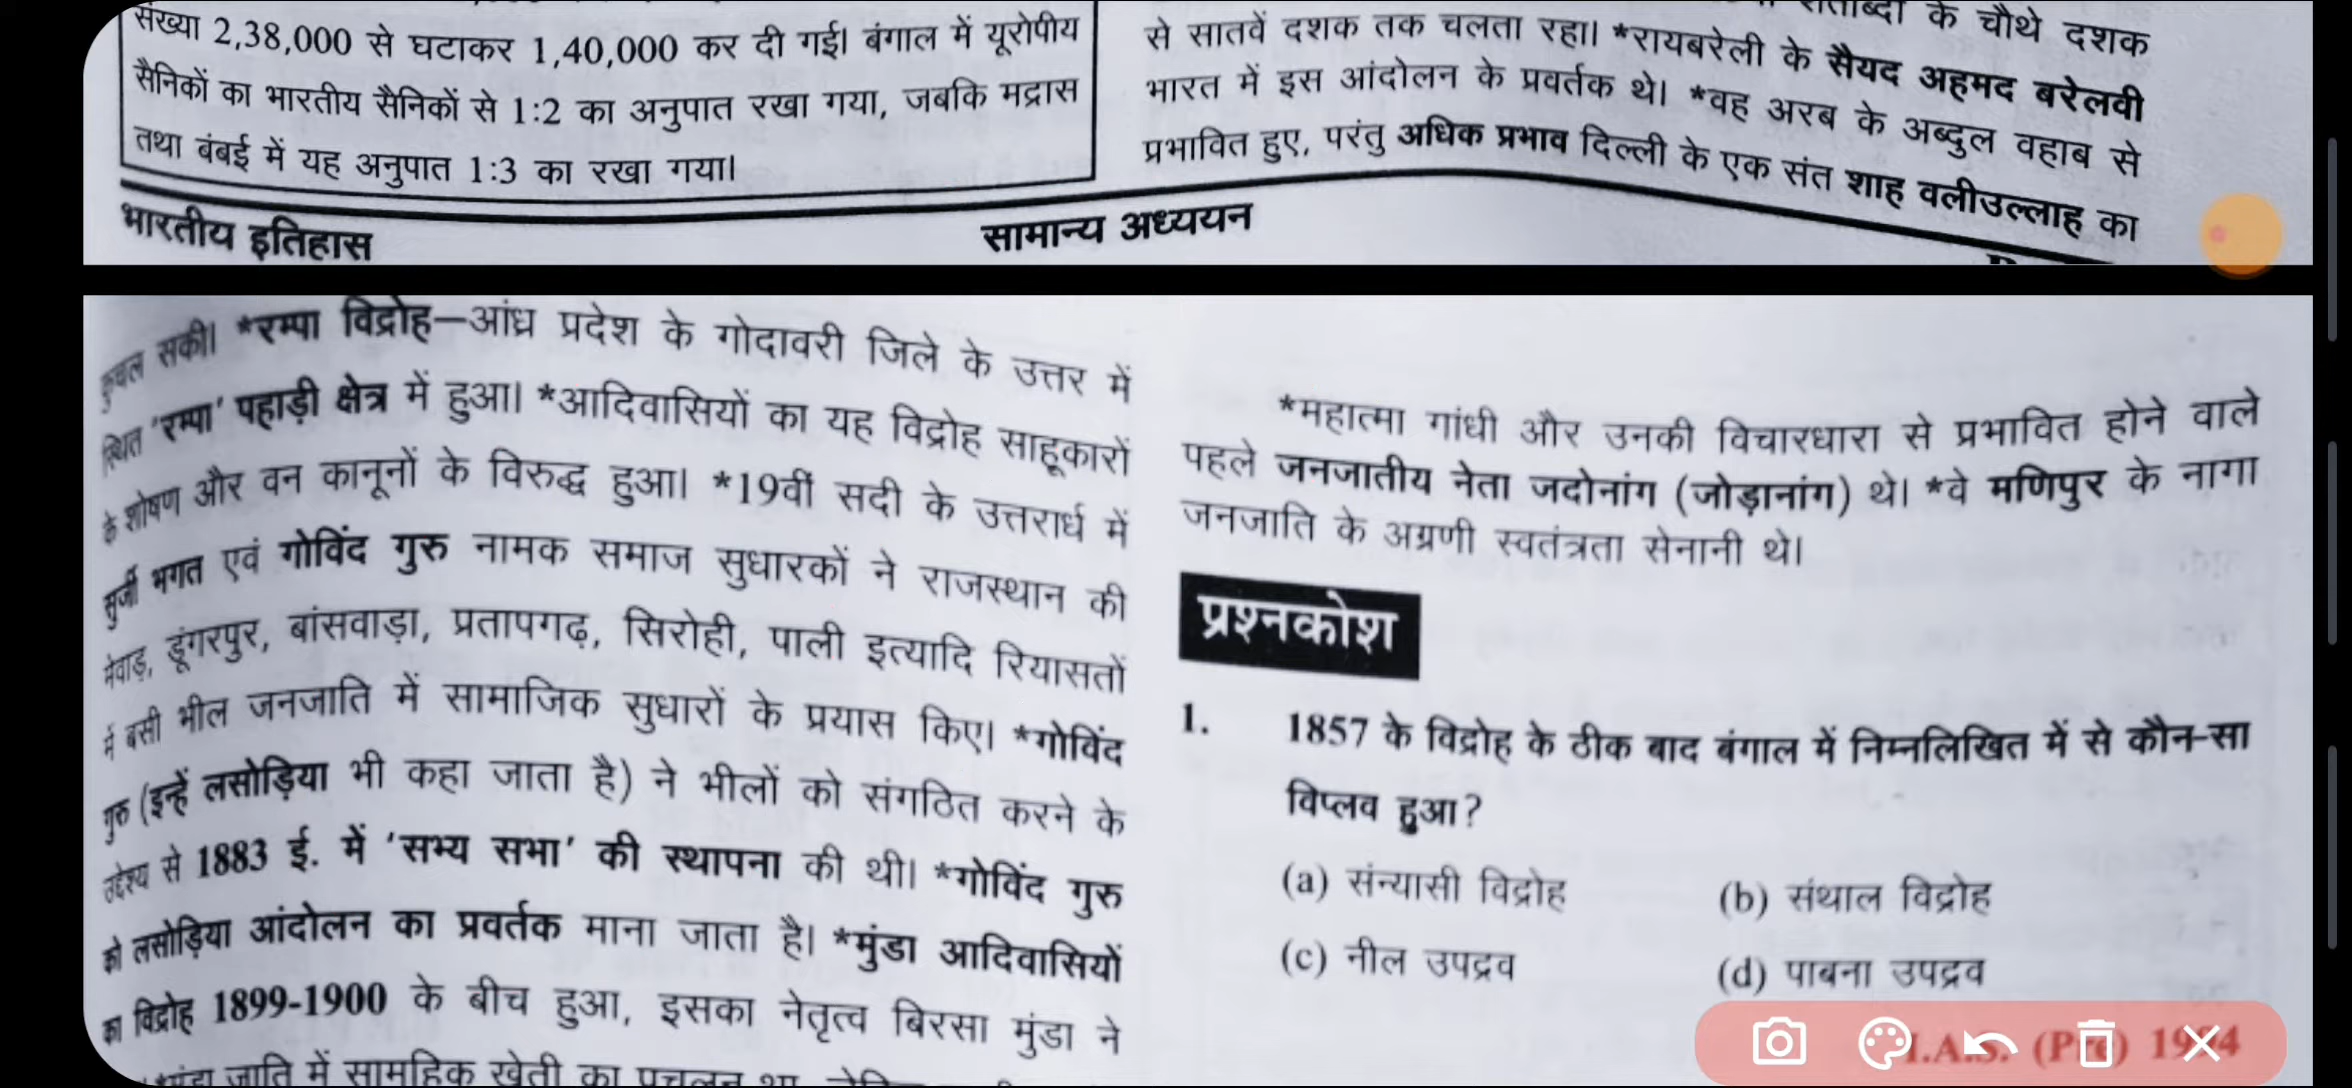 संख्या 2,38,000 से घटाकर 1,40,000 कर दी गई। बंगाल में यूरोपीय
सैनिकों का भारतीय सैनिकों से 1:2 का अनुपात रखा गया, जबकि मद्रास
तथा बंबई में यह अनुपात 1:3 का रखा गया।
शताब्दी के चौथे दशक
से सातवें दशक तक चलता रहा। *रायबरेली के सैयद अहमद बरेलवी
भारत में इस आंदोलन के प्रवर्तक थे। *वह अरब के अब्दुल वहाब से
प्रभावित हुए, परंतु अधिक प्रभाव दिल्ली के एक संत शाह वलीउल्लाह का
भारतीय इतिहास
सामान्य अध्ययन
कुचल सकी। *रम्पा विद्रोह–आंध्र प्रदेश के गोदावरी जिले के उत्तर में
स्थित 'रम्पा' पहाड़ी क्षेत्र में हुआ। *आदिवासियों का यह विद्रोह साहूकारों
के शोषण और वन कानूनों के विरुद्ध हुआ। *19वीं सदी के उत्तरार्ध में
सुर्जी भगत एवं गोविंद गुरु नामक समाज सुधारकों ने राजस्थान की
मेवाड़, डूंगरपुर, बांसवाड़ा, प्रतापगढ़, सिरोही, पाली इत्यादि रियासतों
में बसी भील जनजाति में सामाजिक सुधारों के प्रयास किए। *गोविंद
गुरु (इन्हें लसोड़िया भी कहा जाता है) ने भीलों को संगठित करने के
उद्देश्य से 1883 ई. में 'सभ्य सभा' की स्थापना की थी। *गोविंद गुरु
को लसोड़िया आंदोलन का प्रवर्तक माना जाता है। *मुंडा आदिवासियों
का विद्रोह 1899-1900 के बीच हुआ, इसका नेतृत्व बिरसा मुंडा ने
जाति में सामूहिक खेती का प्रचलन था
*महात्मा गांधी और उनकी विचारधारा से प्रभावित होने वाले
पहले जनजातीय नेता जदोनांग (जोड़ानांग) थे। *वे मणिपुर के नागा
जनजाति के अग्रणी स्वतंत्रता सेनानी थे।
प्रश्नकोश
1. 1857 के विद्रोह के ठीक बाद बंगाल में निम्नलिखित में से कौन-सा
विप्लव हुआ?
(a) संन्यासी विद्रोह (b) संथाल विद्रोह
(c) नील उपद्रव (d) पाबना उपद्रव
I.A.S. (Pre) 1994